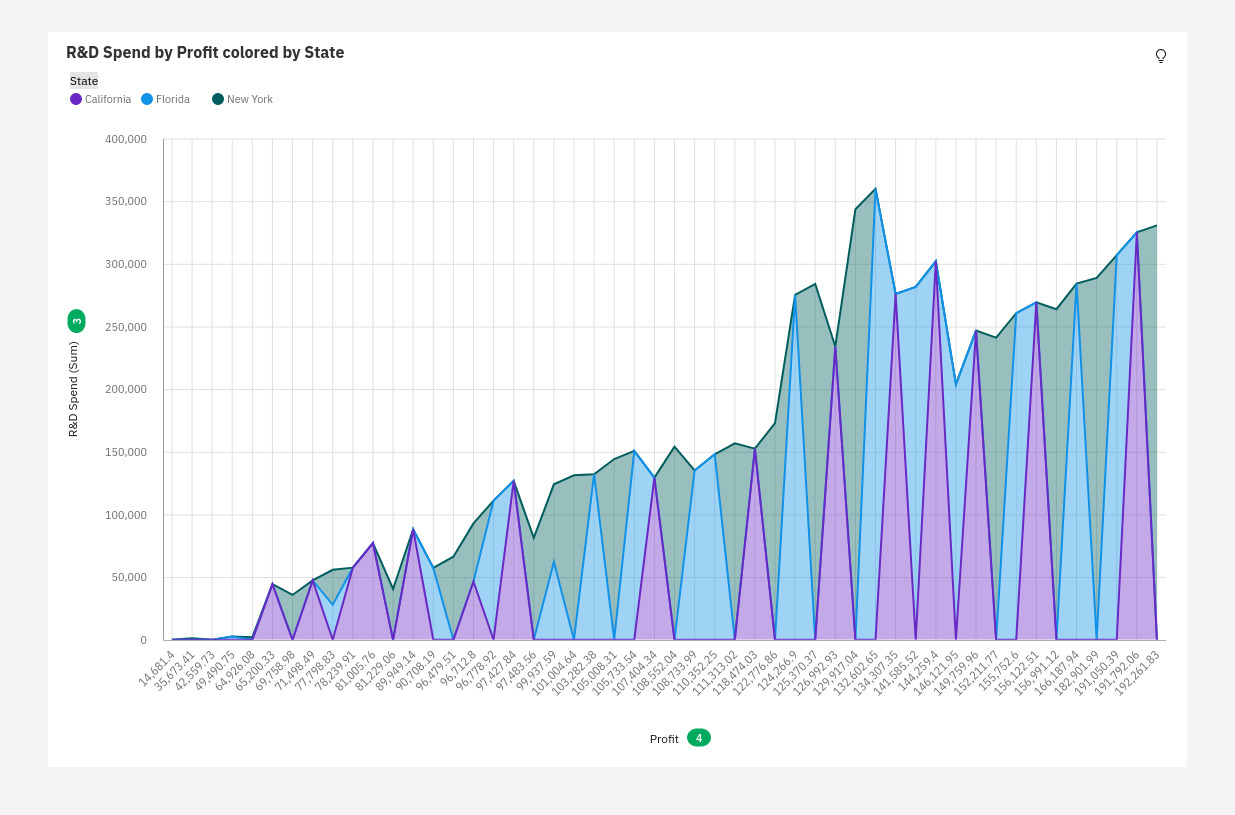 R&D Spend by Profit colored by State
State
California Florida New York
400,000
350,000
300,000
250,000
200,000
150,000
100,000
50,000
0
R&D Spend (Sum) 3
14,681.4 35,673.41 42,559.73 49,490.75 64,926.08 65,200.33 69,758.98 71,498.49 77,798.83 78,239.91 81,005.76 81,229.06 89,949.14 90,708.19 96,479.51 96,712.8 96,778.92 97,427.84 97,483.56 99,937.59 101,004.64 103,282.38 105,008.31 105,733.54 107,404.34 108,552.04 108,733.99 110,352.25 111,313.02 118,474.03 122,776.86 124,266.9 125,370.37 126,992.93 129,917.04 132,602.65 134,307.35 141,585.52 144,259.4 146,121.95 149,759.96 152,211.77 155,752.6 156,122.51 156,991.12 166,187.94 182,901.99 191,050.39 191,792.06 192,261.83
Profit 4